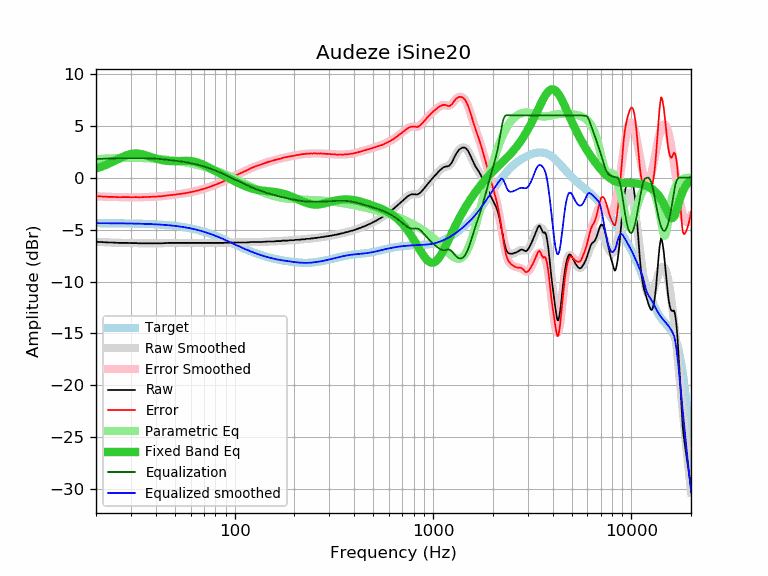 Audeze iSine20
10
5
0
−5
−10
−15
−20
−25
−30
Amplitude (dBr)
Target
Raw Smoothed
Error Smoothed
Raw
Error
Parametric Eq
Fixed Band Eq
Equalization
Equalized smoothed
100
1000
10000
Frequency (Hz)